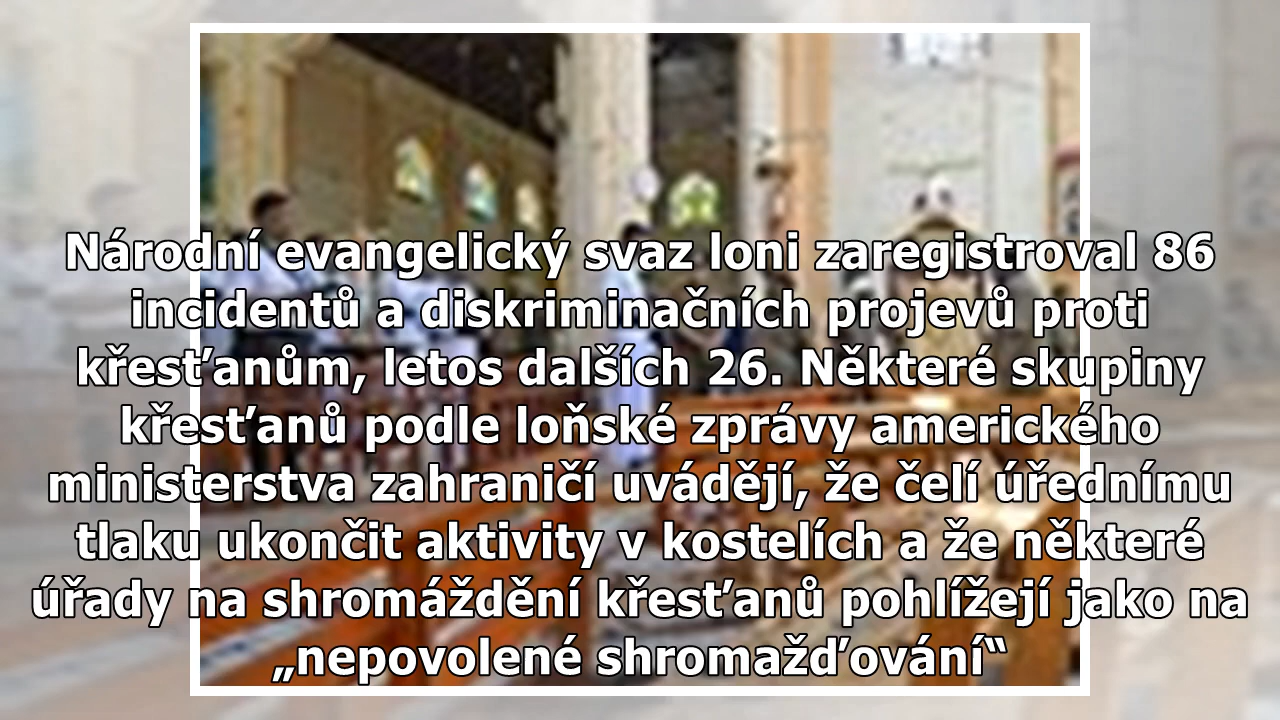 Národní evangelický svaz loni zaregistroval 86
incidentů a diskriminačních projevů proti
křesťanům, letos dalších 26. Některé skupiny
křesťanů podle loňské zprávy amerického
ministerstva zahraničí uvádějí, že čelí úřednímu
tlaku ukončit aktivity v kostelích a že některé
úřady na shromáždění křesťanů pohlížejí jako na
„nepovolené shromažďování“